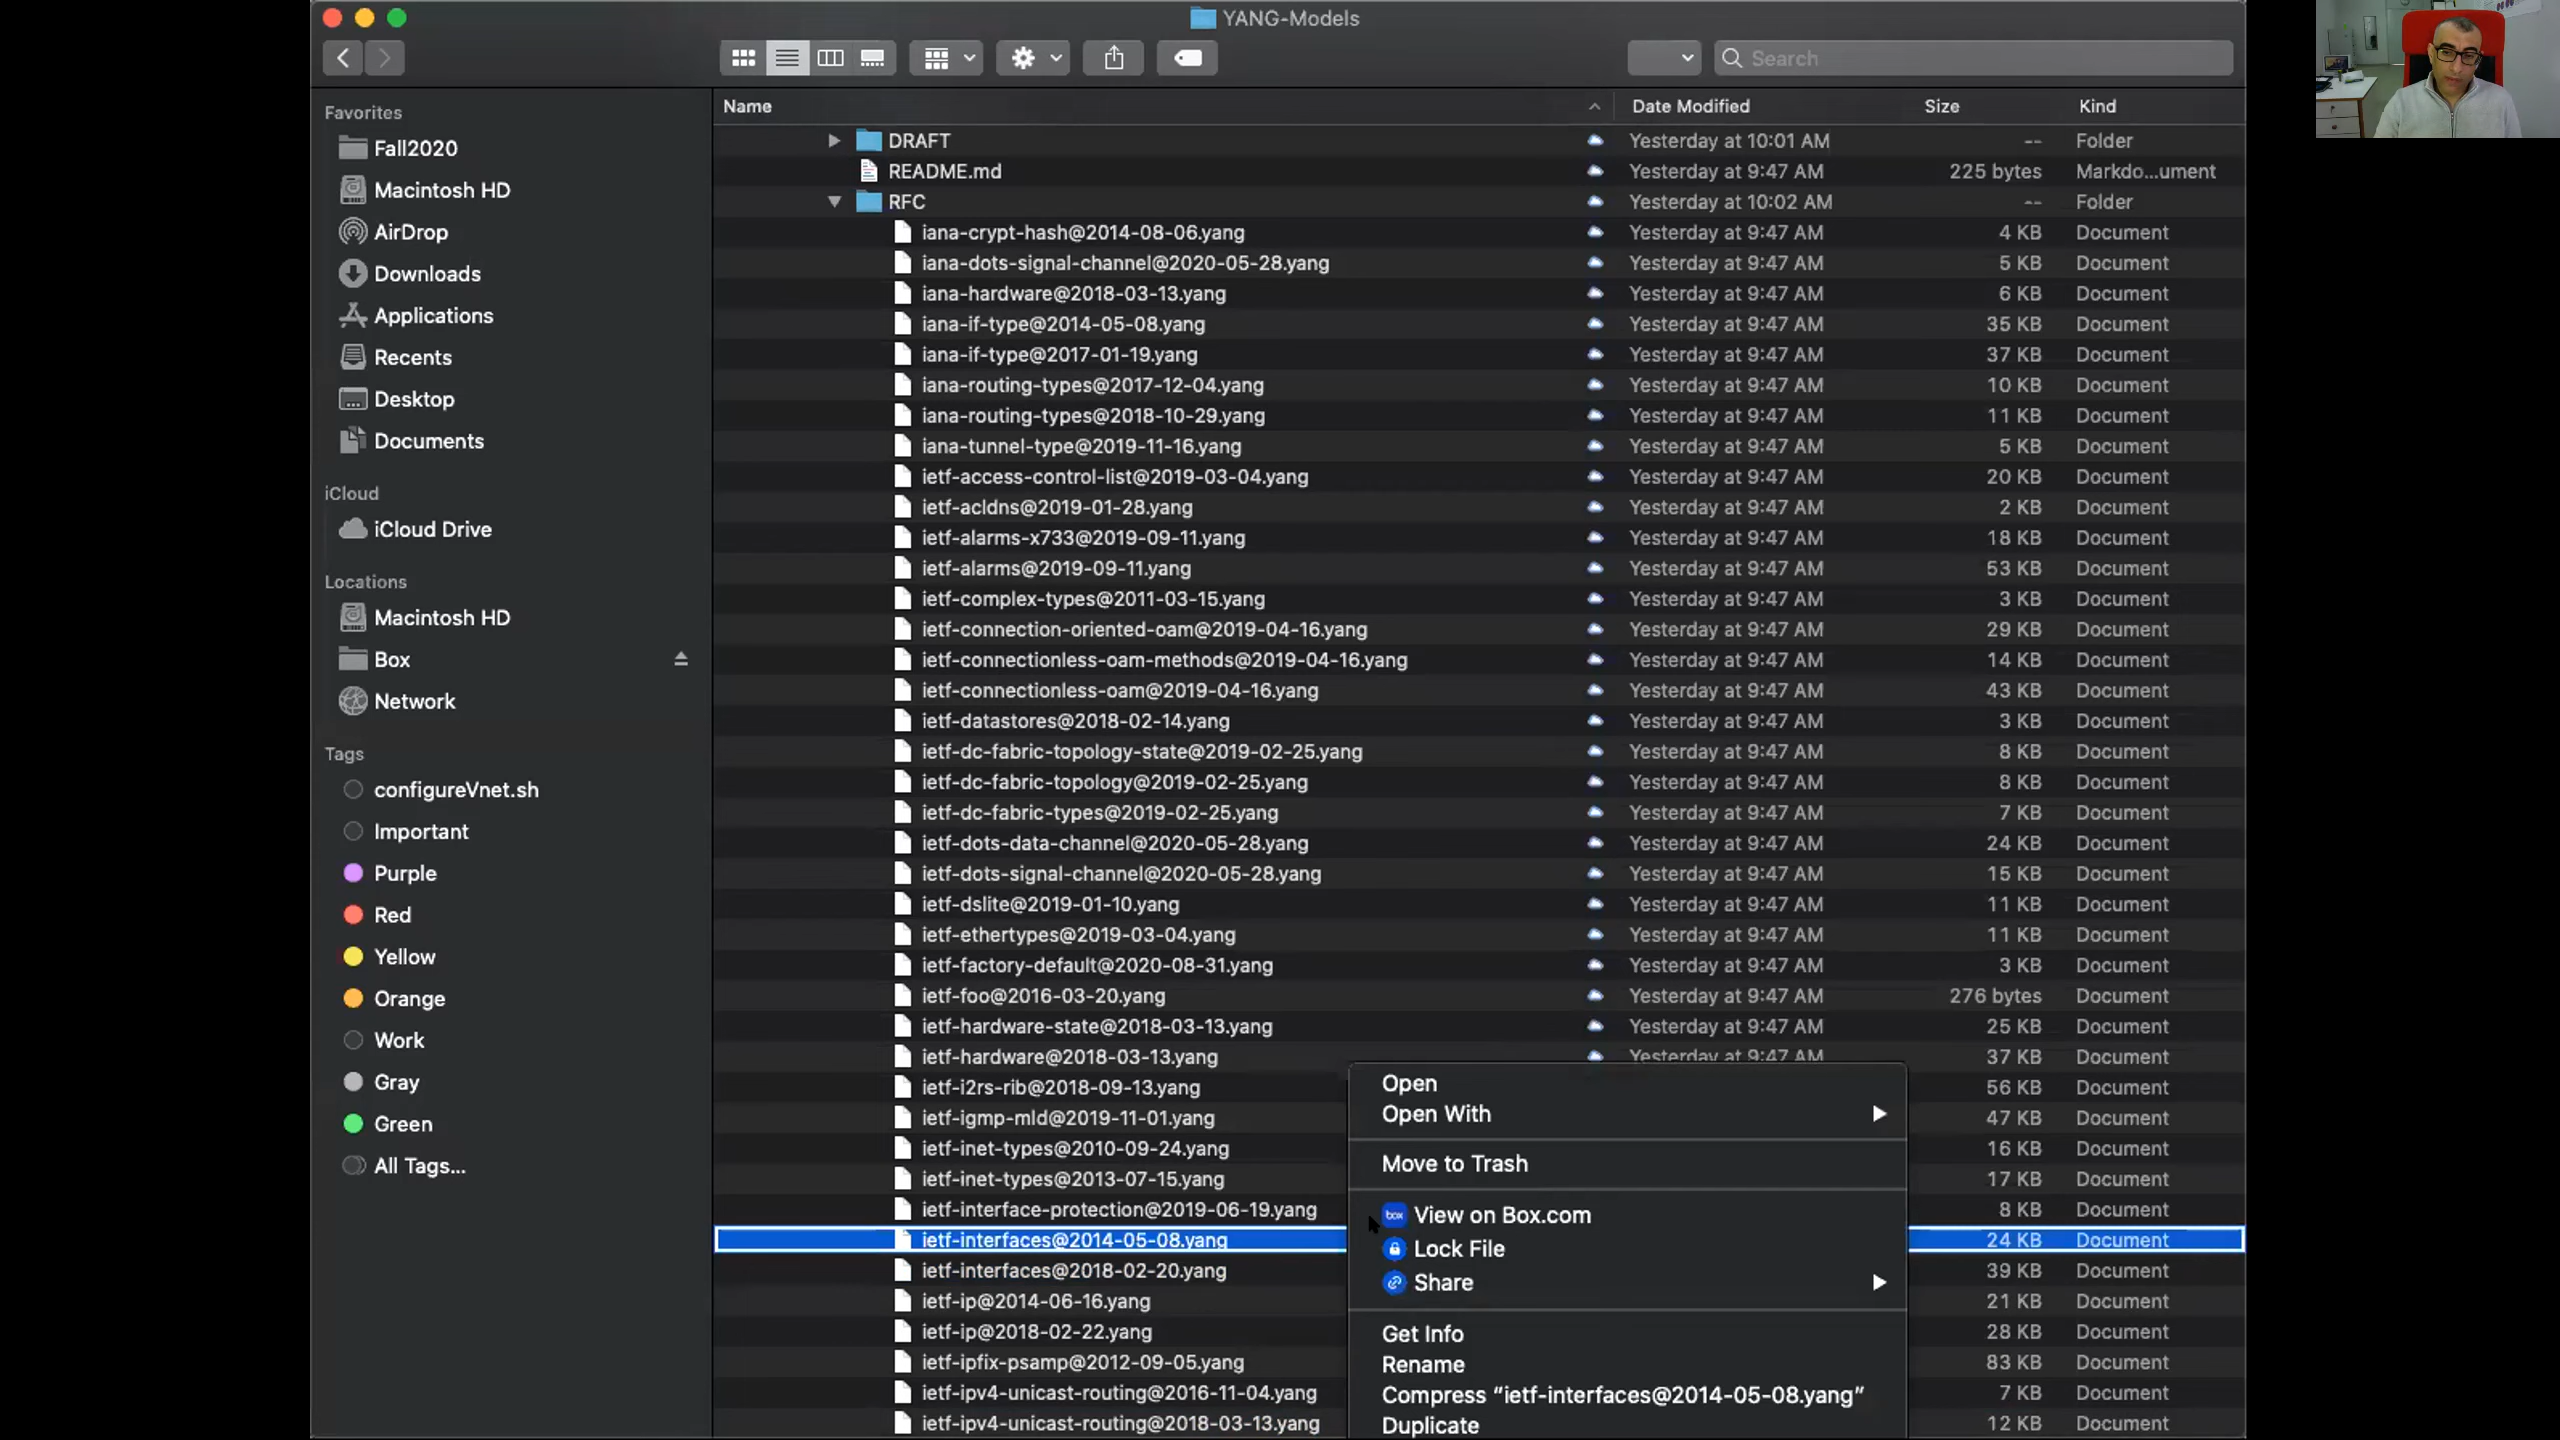 YANG-Models
Search
Favorites
Fall2020
Macintosh HD
AirDrop
Downloads
Applications
Recents
Desktop
Documents
iCloud
iCloud Drive
Locations
Macintosh HD
Box
Network
Tags
configureVnet.sh
Important
Purple
Red
Yellow
Orange
Work
Gray
Green
All Tags...
Name Date Modified Size Kind
DRAFT Yesterday at 10:01 AM -- Folder
README.md Yesterday at 9:47 AM 225 bytes Markdo...ument
RFC Yesterday at 10:02 AM -- Folder
iana-crypt-hash@2014-08-06.yang Yesterday at 9:47 AM 4 KB Document
iana-dots-signal-channel@2020-05-28.yang Yesterday at 9:47 AM 5 KB Document
iana-hardware@2018-03-13.yang Yesterday at 9:47 AM 6 KB Document
iana-if-type@2014-05-08.yang Yesterday at 9:47 AM 35 KB Document
iana-if-type@2017-01-19.yang Yesterday at 9:47 AM 37 KB Document
iana-routing-types@2017-12-04.yang Yesterday at 9:47 AM 10 KB Document
iana-routing-types@2018-10-29.yang Yesterday at 9:47 AM 11 KB Document
iana-tunnel-type@2019-11-16.yang Yesterday at 9:47 AM 5 KB Document
ietf-access-control-list@2019-03-04.yang Yesterday at 9:47 AM 20 KB Document
ietf-acldns@2019-01-28.yang Yesterday at 9:47 AM 2 KB Document
ietf-alarms-x733@2019-09-11.yang Yesterday at 9:47 AM 18 KB Document
ietf-alarms@2019-09-11.yang Yesterday at 9:47 AM 53 KB Document
ietf-complex-types@2011-03-15.yang Yesterday at 9:47 AM 3 KB Document
ietf-connection-oriented-oam@2019-04-16.yang Yesterday at 9:47 AM 29 KB Document
ietf-connectionless-oam-methods@2019-04-16.yang Yesterday at 9:47 AM 14 KB Document
ietf-connectionless-oam@2019-04-16.yang Yesterday at 9:47 AM 43 KB Document
ietf-datastores@2018-02-14.yang Yesterday at 9:47 AM 3 KB Document
ietf-dc-fabric-topology-state@2019-02-25.yang Yesterday at 9:47 AM 8 KB Document
ietf-dc-fabric-topology@2019-02-25.yang Yesterday at 9:47 AM 8 KB Document
ietf-dc-fabric-types@2019-02-25.yang Yesterday at 9:47 AM 7 KB Document
ietf-dots-data-channel@2020-05-28.yang Yesterday at 9:47 AM 24 KB Document
ietf-dots-signal-channel@2020-05-28.yang Yesterday at 9:47 AM 15 KB Document
ietf-dslite@2019-01-10.yang Yesterday at 9:47 AM 11 KB Document
ietf-ethertypes@2019-03-04.yang Yesterday at 9:47 AM 11 KB Document
ietf-factory-default@2020-08-31.yang Yesterday at 9:47 AM 3 KB Document
ietf-foo@2016-03-20.yang Yesterday at 9:47 AM 276 bytes Document
ietf-hardware-state@2018-03-13.yang Yesterday at 9:47 AM 25 KB Document
ietf-hardware@2018-03-13.yang Yesterday at 9:47 AM 37 KB Document
ietf-i2rs-rib@2018-09-13.yang 56 KB Document
ietf-igmp-mld@2019-11-01.yang 47 KB Document
ietf-inet-types@2010-09-24.yang 16 KB Document
ietf-inet-types@2013-07-15.yang 17 KB Document
ietf-interface-protection@2019-06-19.yang 8 KB Document
ietf-interfaces@2014-05-08.yang 24 KB Document
ietf-interfaces@2018-02-20.yang 39 KB Document
ietf-ip@2014-06-16.yang 21 KB Document
ietf-ip@2018-02-22.yang 28 KB Document
ietf-ipfix-psamp@2012-09-05.yang 83 KB Document
ietf-ipv4-unicast-routing@2016-11-04.yang 7 KB Document
ietf-ipv4-unicast-routing@2018-03-13.yang 12 KB Document
Open
Open With
Move to Trash
box View on Box.com
Lock File
Share
Get Info
Rename
Compress “ietf-interfaces@2014-05-08.yang”
Duplicate